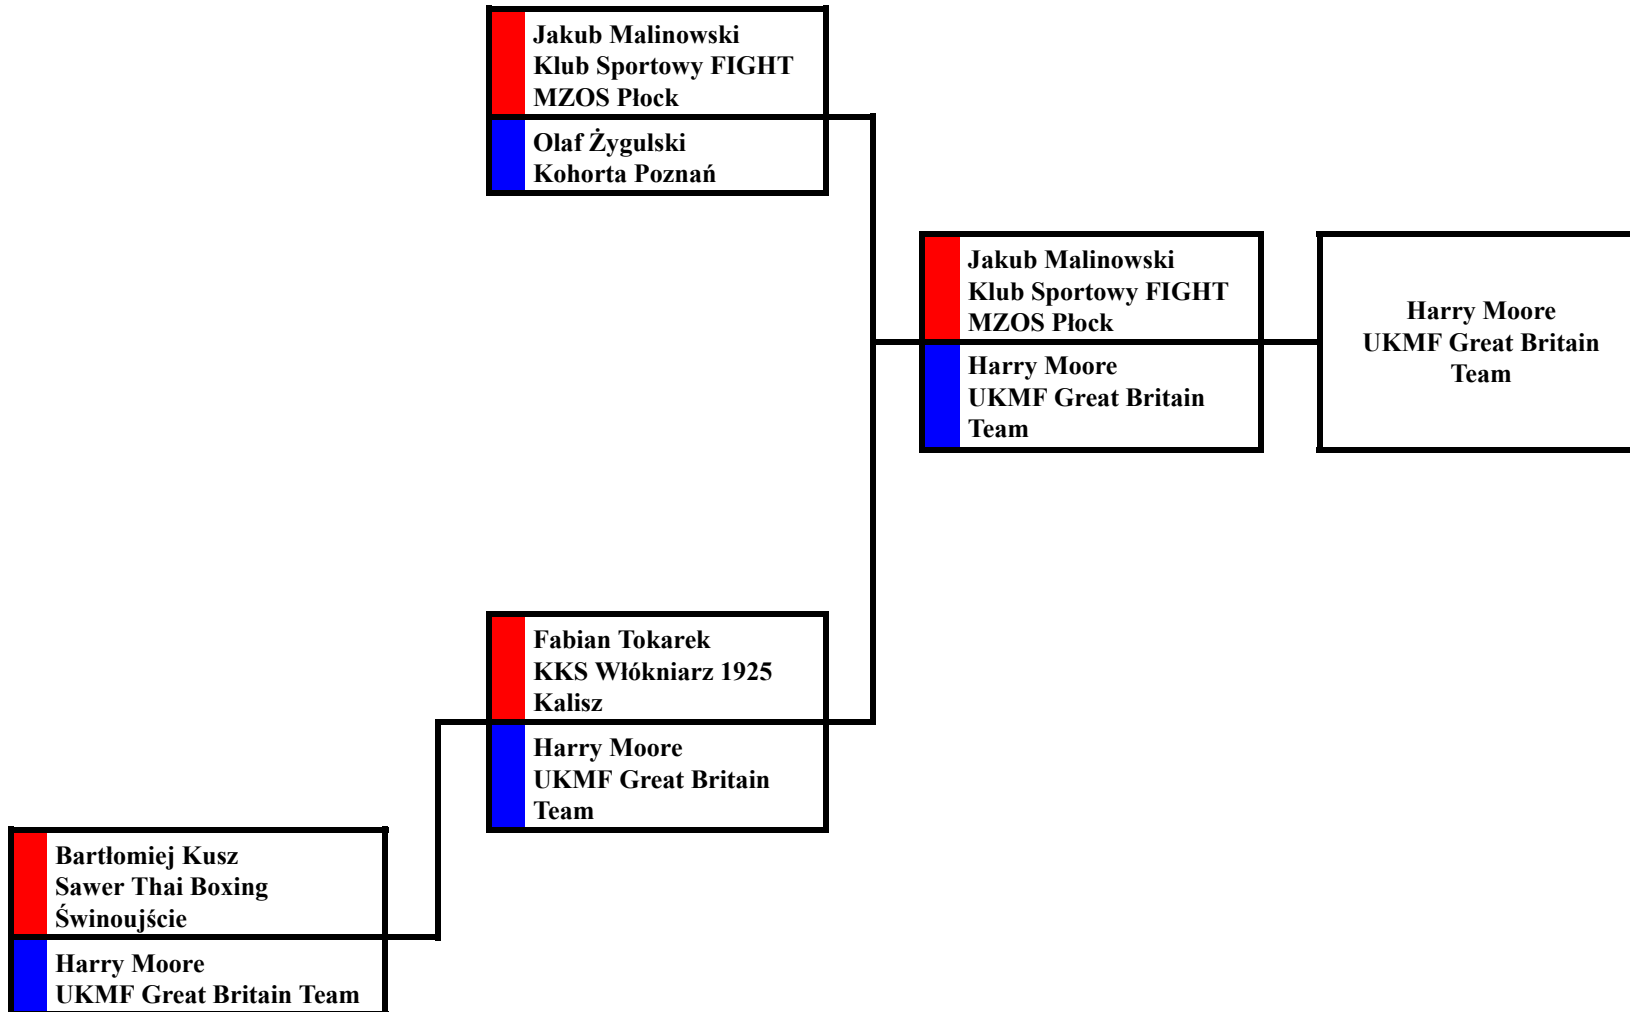 Jakub Malinowski
Klub Sportowy FIGHT
MZOS Płock
Olaf Żygulski
Kohorta Poznań
Jakub Malinowski
Klub Sportowy FIGHT
MZOS Płock
Harry Moore
UKMF Great Britain
Team
Harry Moore
UKMF Great Britain
Team
Fabian Tokarek
KKS Włókniarz 1925
Kalisz
Harry Moore
UKMF Great Britain
Team
Bartłomiej Kusz
Sawer Thai Boxing
Świnoujście
Harry Moore
UKMF Great Britain Team